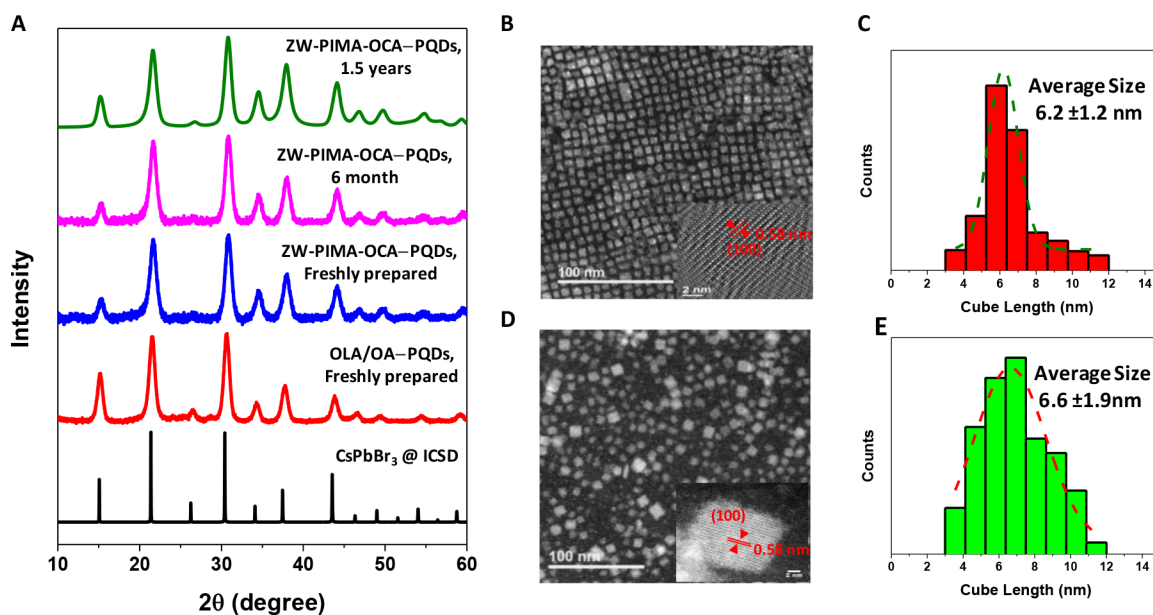 A
ZW-PIMA-OCA−PQDs,
1.5 years
ZW-PIMA-OCA−PQDs,
6 month
ZW-PIMA-OCA−PQDs,
Freshly prepared
OLA/OA−PQDs,
Freshly prepared
CsPbBr3 @ ICSD
Intensity
10 20 30 40 50 60
2θ (degree)
B
100 nm
0.58 nm
(100)
2 nm
C
Average Size
6.2 ±1.2 nm
Counts
0 2 4 6 8 10 12 14
Cube Length (nm)
D
100 nm
(100)
0.58 nm
2 nm
E
Average Size
6.6 ±1.9nm
Counts
0 2 4 6 8 10 12 14
Cube Length (nm)